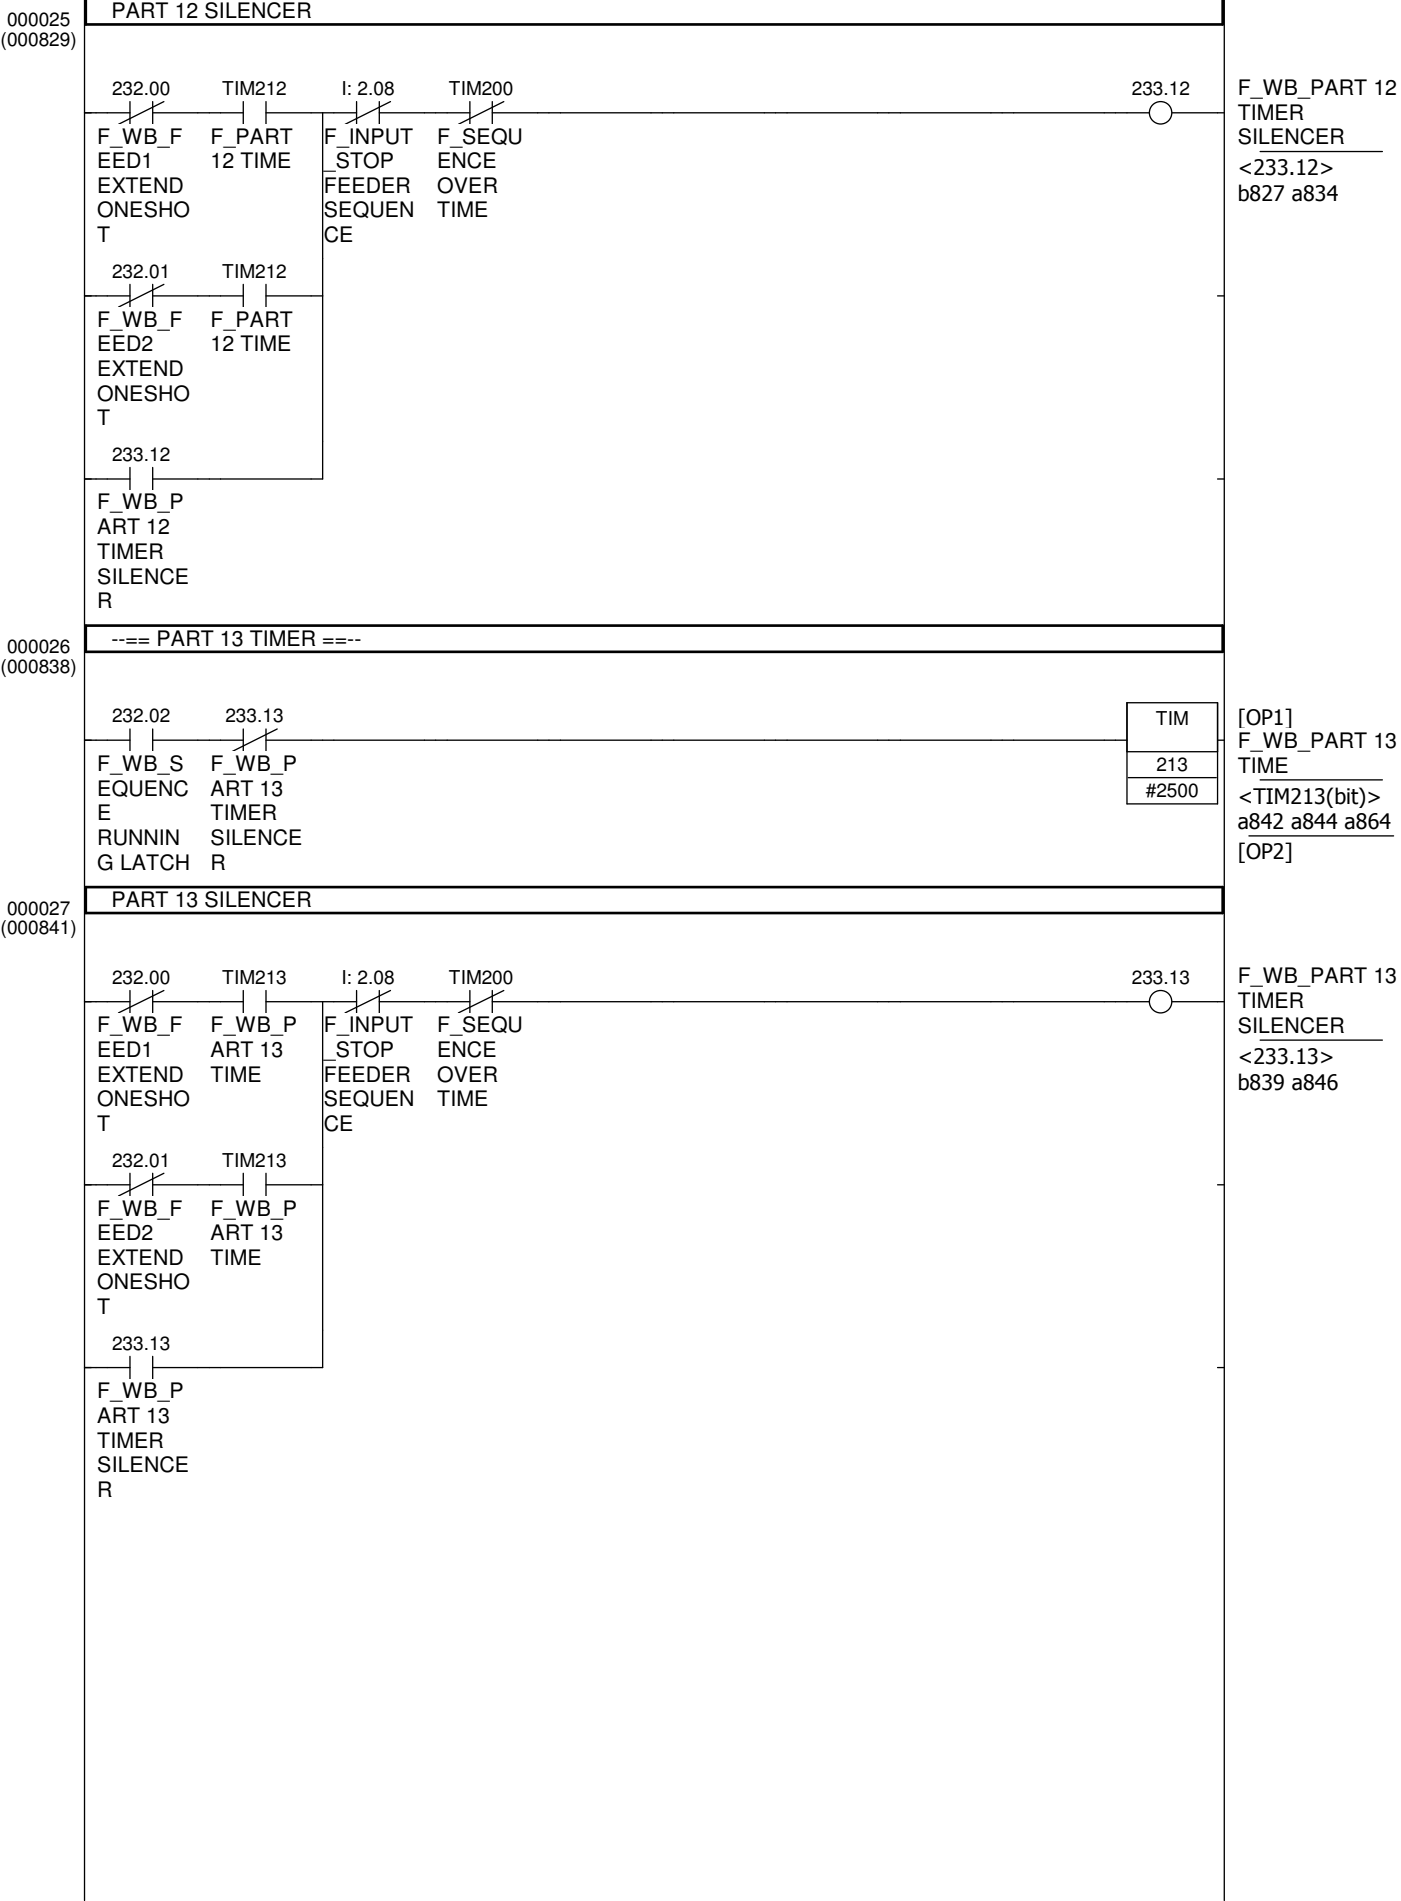 000025
(000829)
PART 12 SILENCER
232.00 TIM212 I: 2.08 TIM200 233.12
F_WB_F F_PART F_INPUT F_SEQU
EED1 12 TIME _STOP ENCE
EXTEND FEEDER OVER
ONESHO SEQUEN TIME
T CE
F_WB_PART 12
TIMER
SILENCER
<233.12>
b827 a834
232.01 TIM212
F_WB_F F_PART
EED2 12 TIME
EXTEND
ONESHO
T
233.12
F_WB_P
ART 12
TIMER
SILENCE
R
000026
(000838)
--== PART 13 TIMER ==--
232.02 233.13
F_WB_S F_WB_P
EQUENC ART 13
E TIMER
RUNNIN SILENCE
G LATCH R
TIM
213
#2500
[OP1]
F_WB_PART 13
TIME
<TIM213(bit)>
a842 a844 a864
[OP2]
000027
(000841)
PART 13 SILENCER
232.00 TIM213 I: 2.08 TIM200 233.13
F_WB_F F_WB_P F_INPUT F_SEQU
EED1 ART 13 _STOP ENCE
EXTEND TIME FEEDER OVER
ONESHO SEQUEN TIME
T CE
F_WB_PART 13
TIMER
SILENCER
<233.13>
b839 a846
232.01 TIM213
F_WB_F F_WB_P
EED2 ART 13
EXTEND TIME
ONESHO
T
233.13
F_WB_P
ART 13
TIMER
SILENCE
R